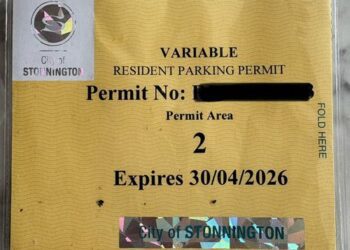 City of
STONNINGTON
VARIABLE
RESIDENT PARKING PERMIT
Permit No:
Permit Area
2
Expires 30/04/2026
FOLD HERE
City of STONNINGTON